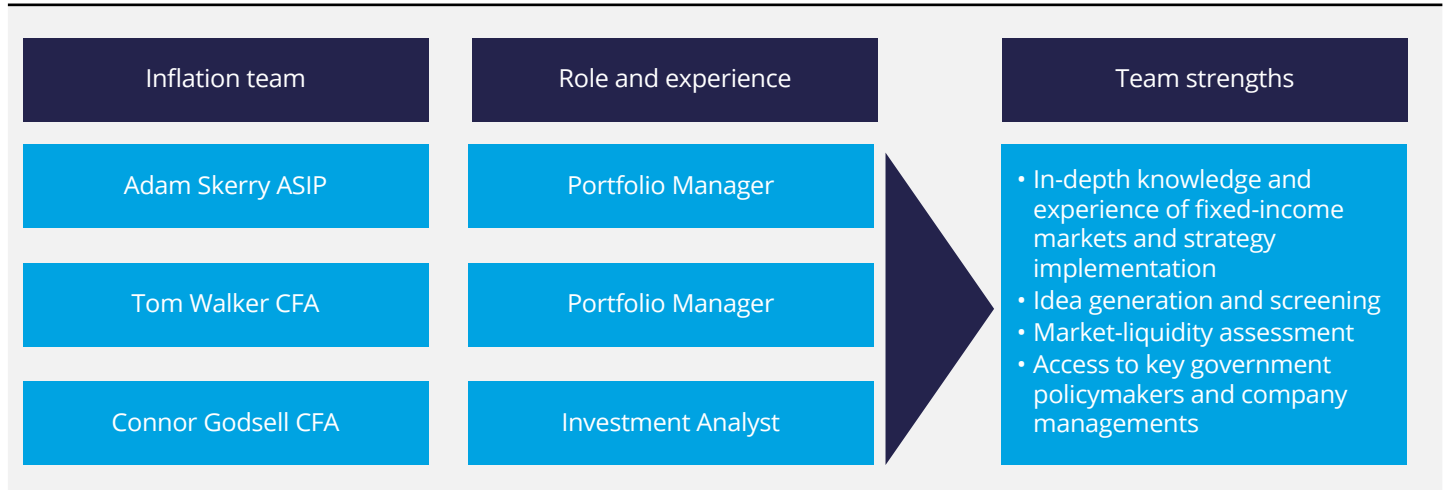 Inflation team
Role and experience
Team strengths
Adam Skerry ASIP
Portfolio Manager
Tom Walker CFA
Portfolio Manager
Connor Godsell CFA
Investment Analyst
• In-depth knowledge and
experience of fixed-income
markets and strategy
implementation
• Idea generation and screening
• Market-liquidity assessment
• Access to key government
policymakers and company
managements